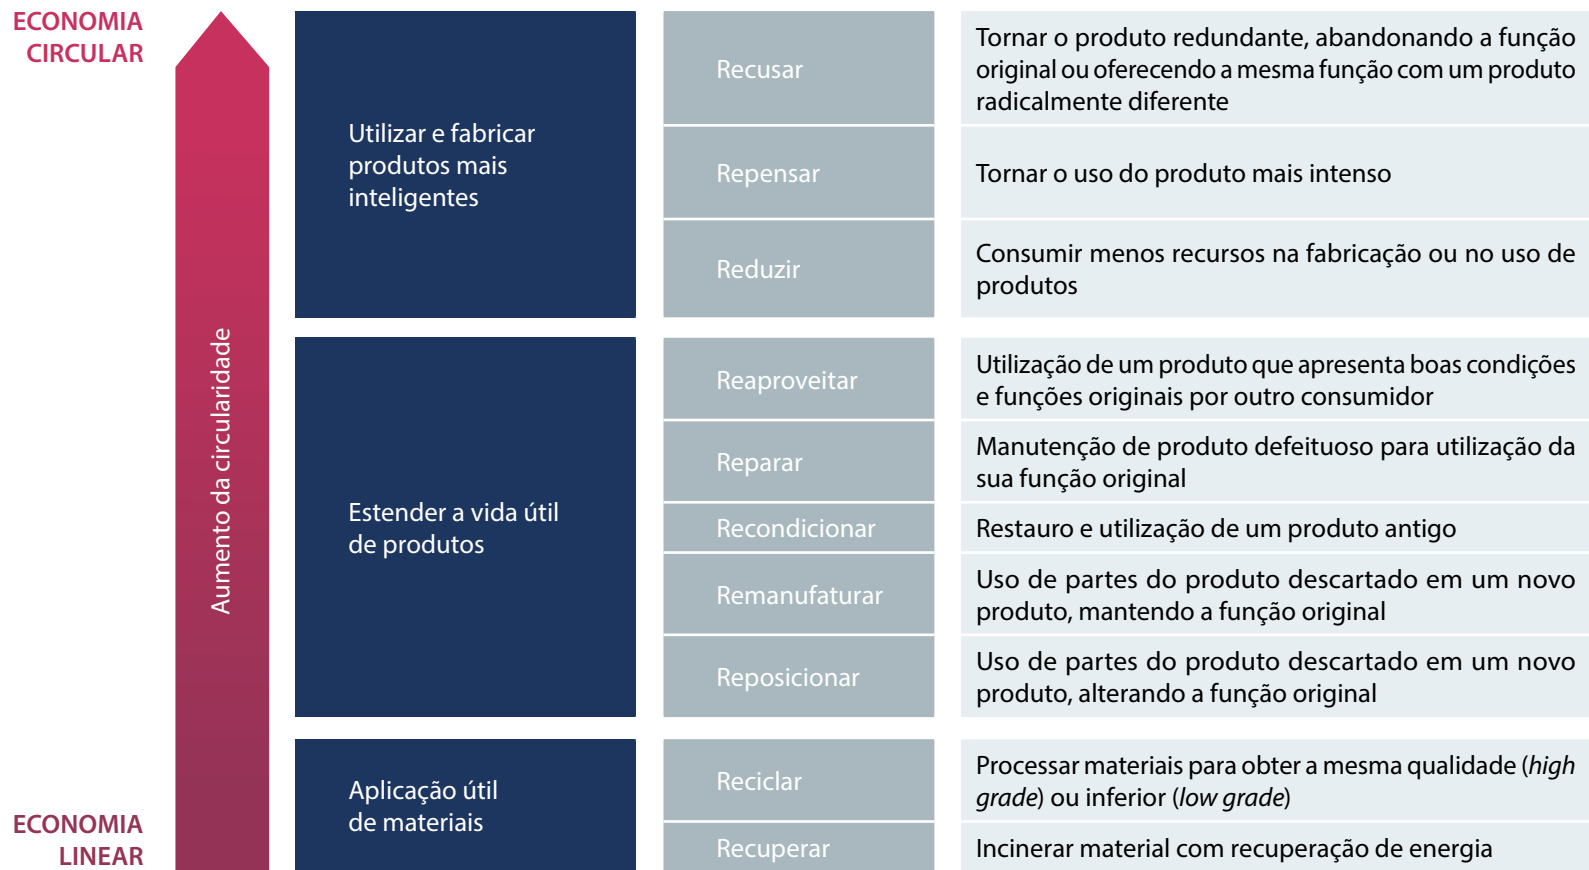 ECONOMIA
CIRCULAR
Aumento da circularidade
ECONOMIA
LINEAR
Utilizar e fabricar
produtos mais
inteligentes
Recusar
Tornar o produto redundante, abandonando a função
original ou oferecendo a mesma função com um produto
radicalmente diferente
Repensar
Tornar o uso do produto mais intenso
Reduzir
Consumir menos recursos na fabricação ou no uso de
produtos
Estender a vida útil
de produtos
Reaproveitar
Utilização de um produto que apresenta boas condições
e funções originais por outro consumidor
Reparar
Manutenção de produto defeituoso para utilização da
sua função original
Recondicionar
Restauro e utilização de um produto antigo
Remanufaturar
Uso de partes do produto descartado em um novo
produto, mantendo a função original
Reposicionar
Uso de partes do produto descartado em um novo
produto, alterando a função original
Aplicação útil
de materiais
Reciclar
Processar materiais para obter a mesma qualidade (high
grade) ou inferior (low grade)
Recuperar
Incinerar material com recuperação de energia